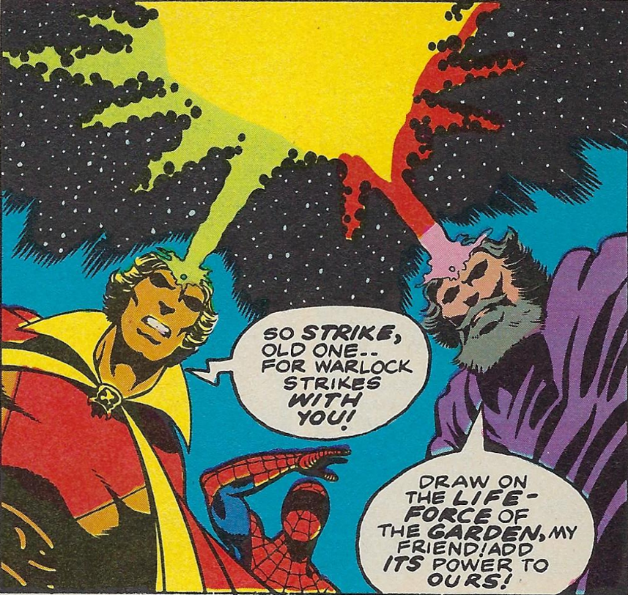 SO STRIKE,
OLD ONE--
FOR WARLOCK
STRIKES
WITH
YOU!
DRAW ON
THE LIFE-
FORCE OF
THE GARDEN, MY
FRIEND! ADD
ITS POWER TO
OURS!